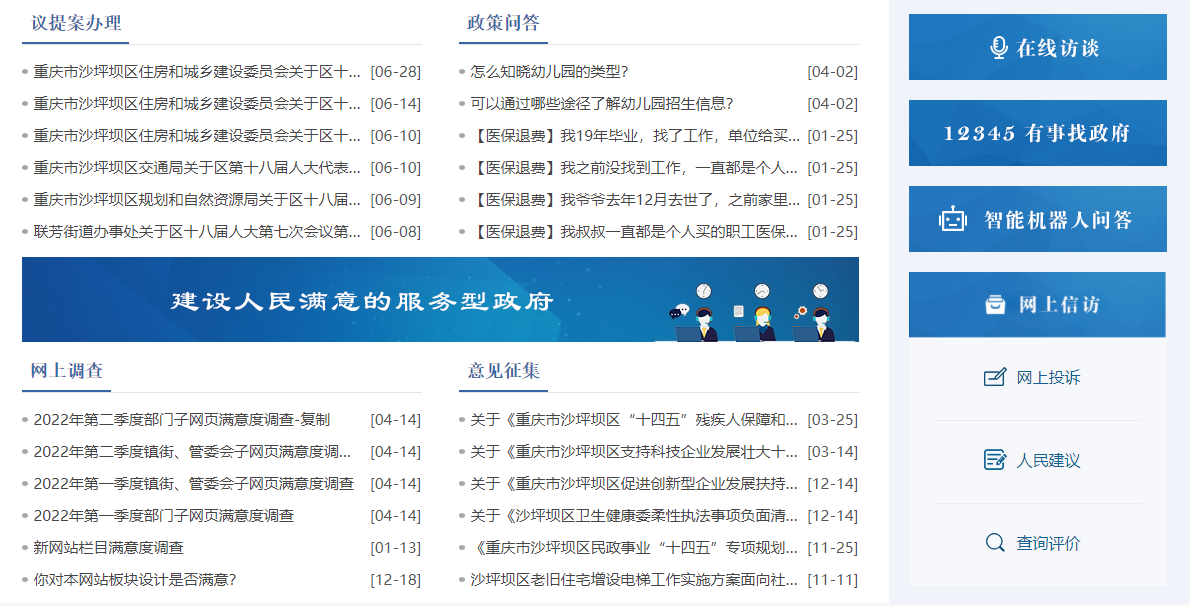 议提案办理
重庆市沙坪坝区住房和城乡建设委员会关于区十... [06-28]
重庆市沙坪坝区住房和城乡建设委员会关于区十... [06-14]
重庆市沙坪坝区住房和城乡建设委员会关于区十... [06-10]
重庆市沙坪坝区交通局关于区第十八届人大代表... [06-10]
重庆市沙坪坝区规划和自然资源局关于区十八届... [06-09]
联芳街道办事处关于区十八届人大第七次会议第... [06-08]
政策问答
怎么知晓幼儿园的类型？ [04-02]
可以通过哪些途径了解幼儿园招生信息？ [04-02]
【医保退费】我19年毕业，找了工作，单位给买... [01-25]
【医保退费】我之前没找到工作，一直都是个人... [01-25]
【医保退费】我爷爷去年12月去世了，之前家里... [01-25]
【医保退费】我叔叔一直都是个人买的职工医保... [01-25]
建设人民满意的服务型政府
网上调查
2022年第二季度部门子网页满意度调查-复制 [04-14]
2022年第二季度镇街、管委会子网页满意度调... [04-14]
2022年第一季度镇街、管委会子网页满意度调查 [04-14]
2022年第一季度部门子网页满意度调查 [04-14]
新网站栏目满意度调查 [01-13]
你对本网站板块设计是否满意？ [12-18]
意见征集
关于《重庆市沙坪坝区“十四五”残疾人保障和... [03-25]
关于《重庆市沙坪坝区支持科技企业发展壮大十... [03-14]
关于《重庆市沙坪坝区促进创新型企业发展扶持... [12-14]
关于《沙坪坝区卫生健康委柔性执法事项负面清... [12-14]
《重庆市沙坪坝区民政事业“十四五”专项规划... [11-25]
沙坪坝区老旧住宅增设电梯工作实施方案面向社... [11-11]
在线访谈
12345 有事找政府
智能机器人问答
网上信访
网上投诉
人民建议
查询评价